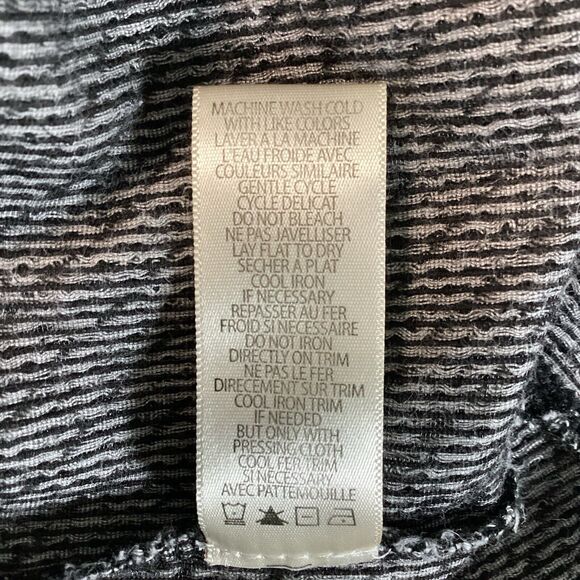 MACHINE WASH COLD
WITH LIKE COLORS
LAVER A LA MACHINE
L'EAU FROIDE AVEC
COULEURS SIMILAIRE
GENTLE CYCLE
CYCLE DELICAT
DO NOT BLEACH
NE PAS JAVELLISER
LAY FLAT TO DRY
SECHER A PLAT
COOL IRON
IF NECESSARY
REPASSER AU FER
FROID SI NECESSAIRE
DO NOT IRON
DIRECTLY ON TRIM
NE PAS LE FER
DIRECEMENT SUR TRIM
COOL IRON TRIM
IF NEEDED
BUT ONLY WITH
PRESSING CLOTH
COOL FER TRIM
SI NECESSARY
AVEC PATTEMOUILLE